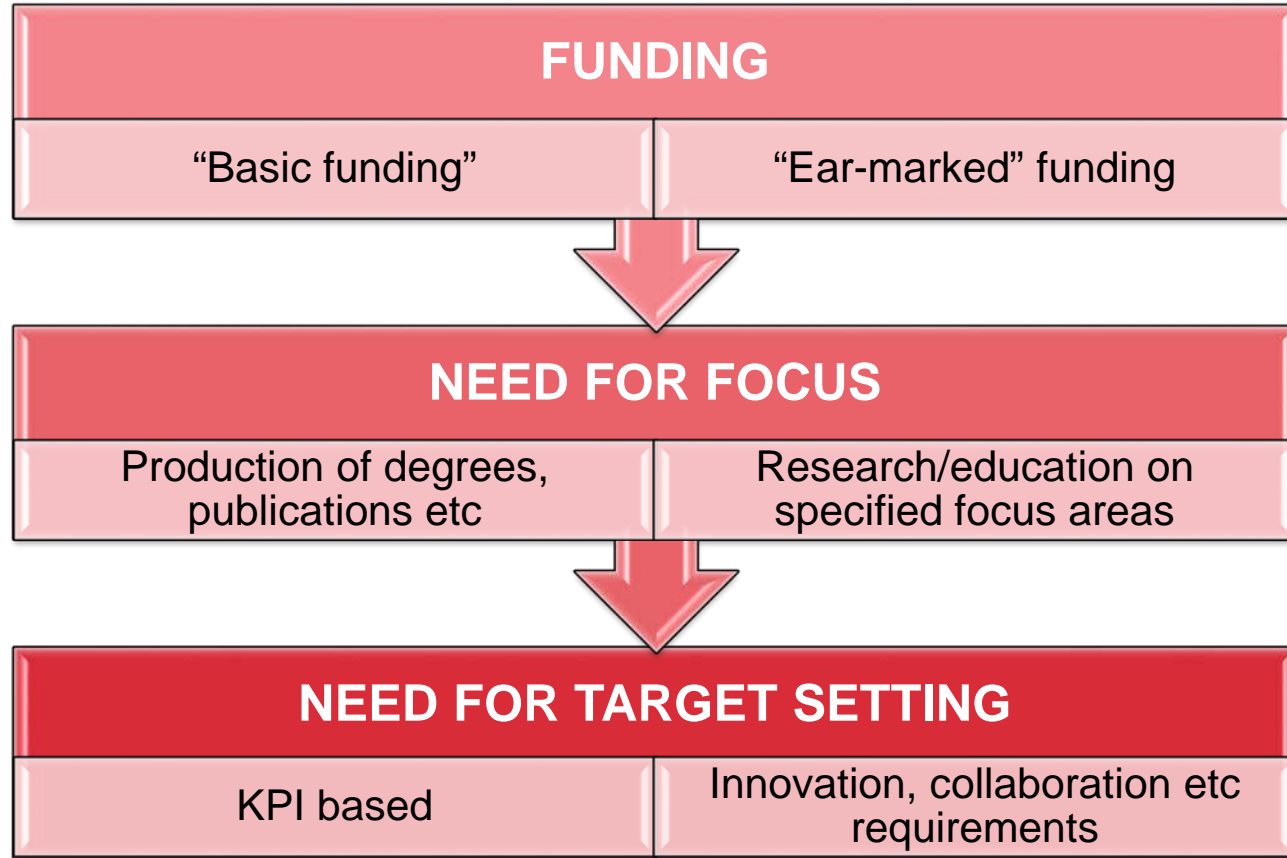 FUNDING
“Basic funding”
“Ear-marked” funding
NEED FOR FOCUS
Production of degrees,
publications etc
Research/education on
specified focus areas
NEED FOR TARGET SETTING
KPI based
Innovation, collaboration etc
requirements